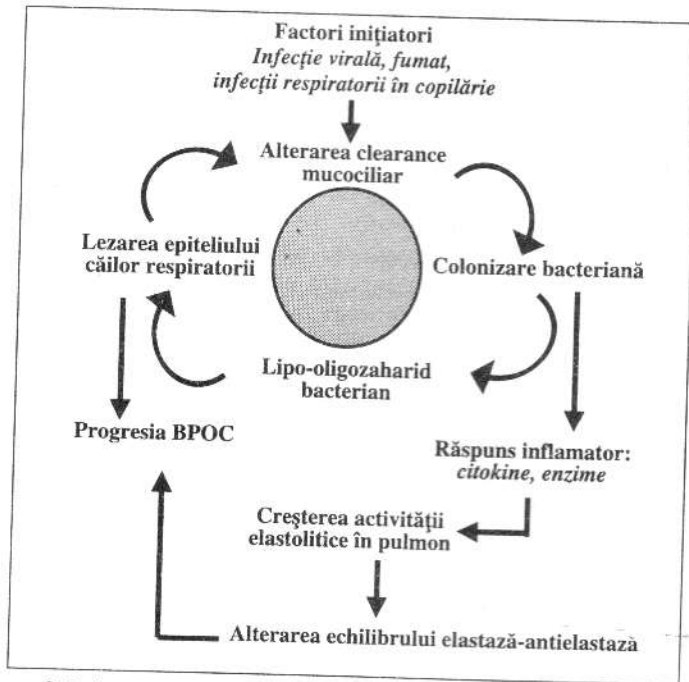 Factori inițiatori
Infecție virală, fumat,
infecții respiratorii în copilărie
Alterarea clearance
mucociliar
Lezarea epiteliului
căilor respiratorii
Colonizare bacteriană
Lipo-oligozaharid
bacterian
Progresia BPOC
Răspuns inflamator:
citokine, enzime
Creşterea activității
elastolitice în pulmon
Alterarea echilibrului elastază-antielastază